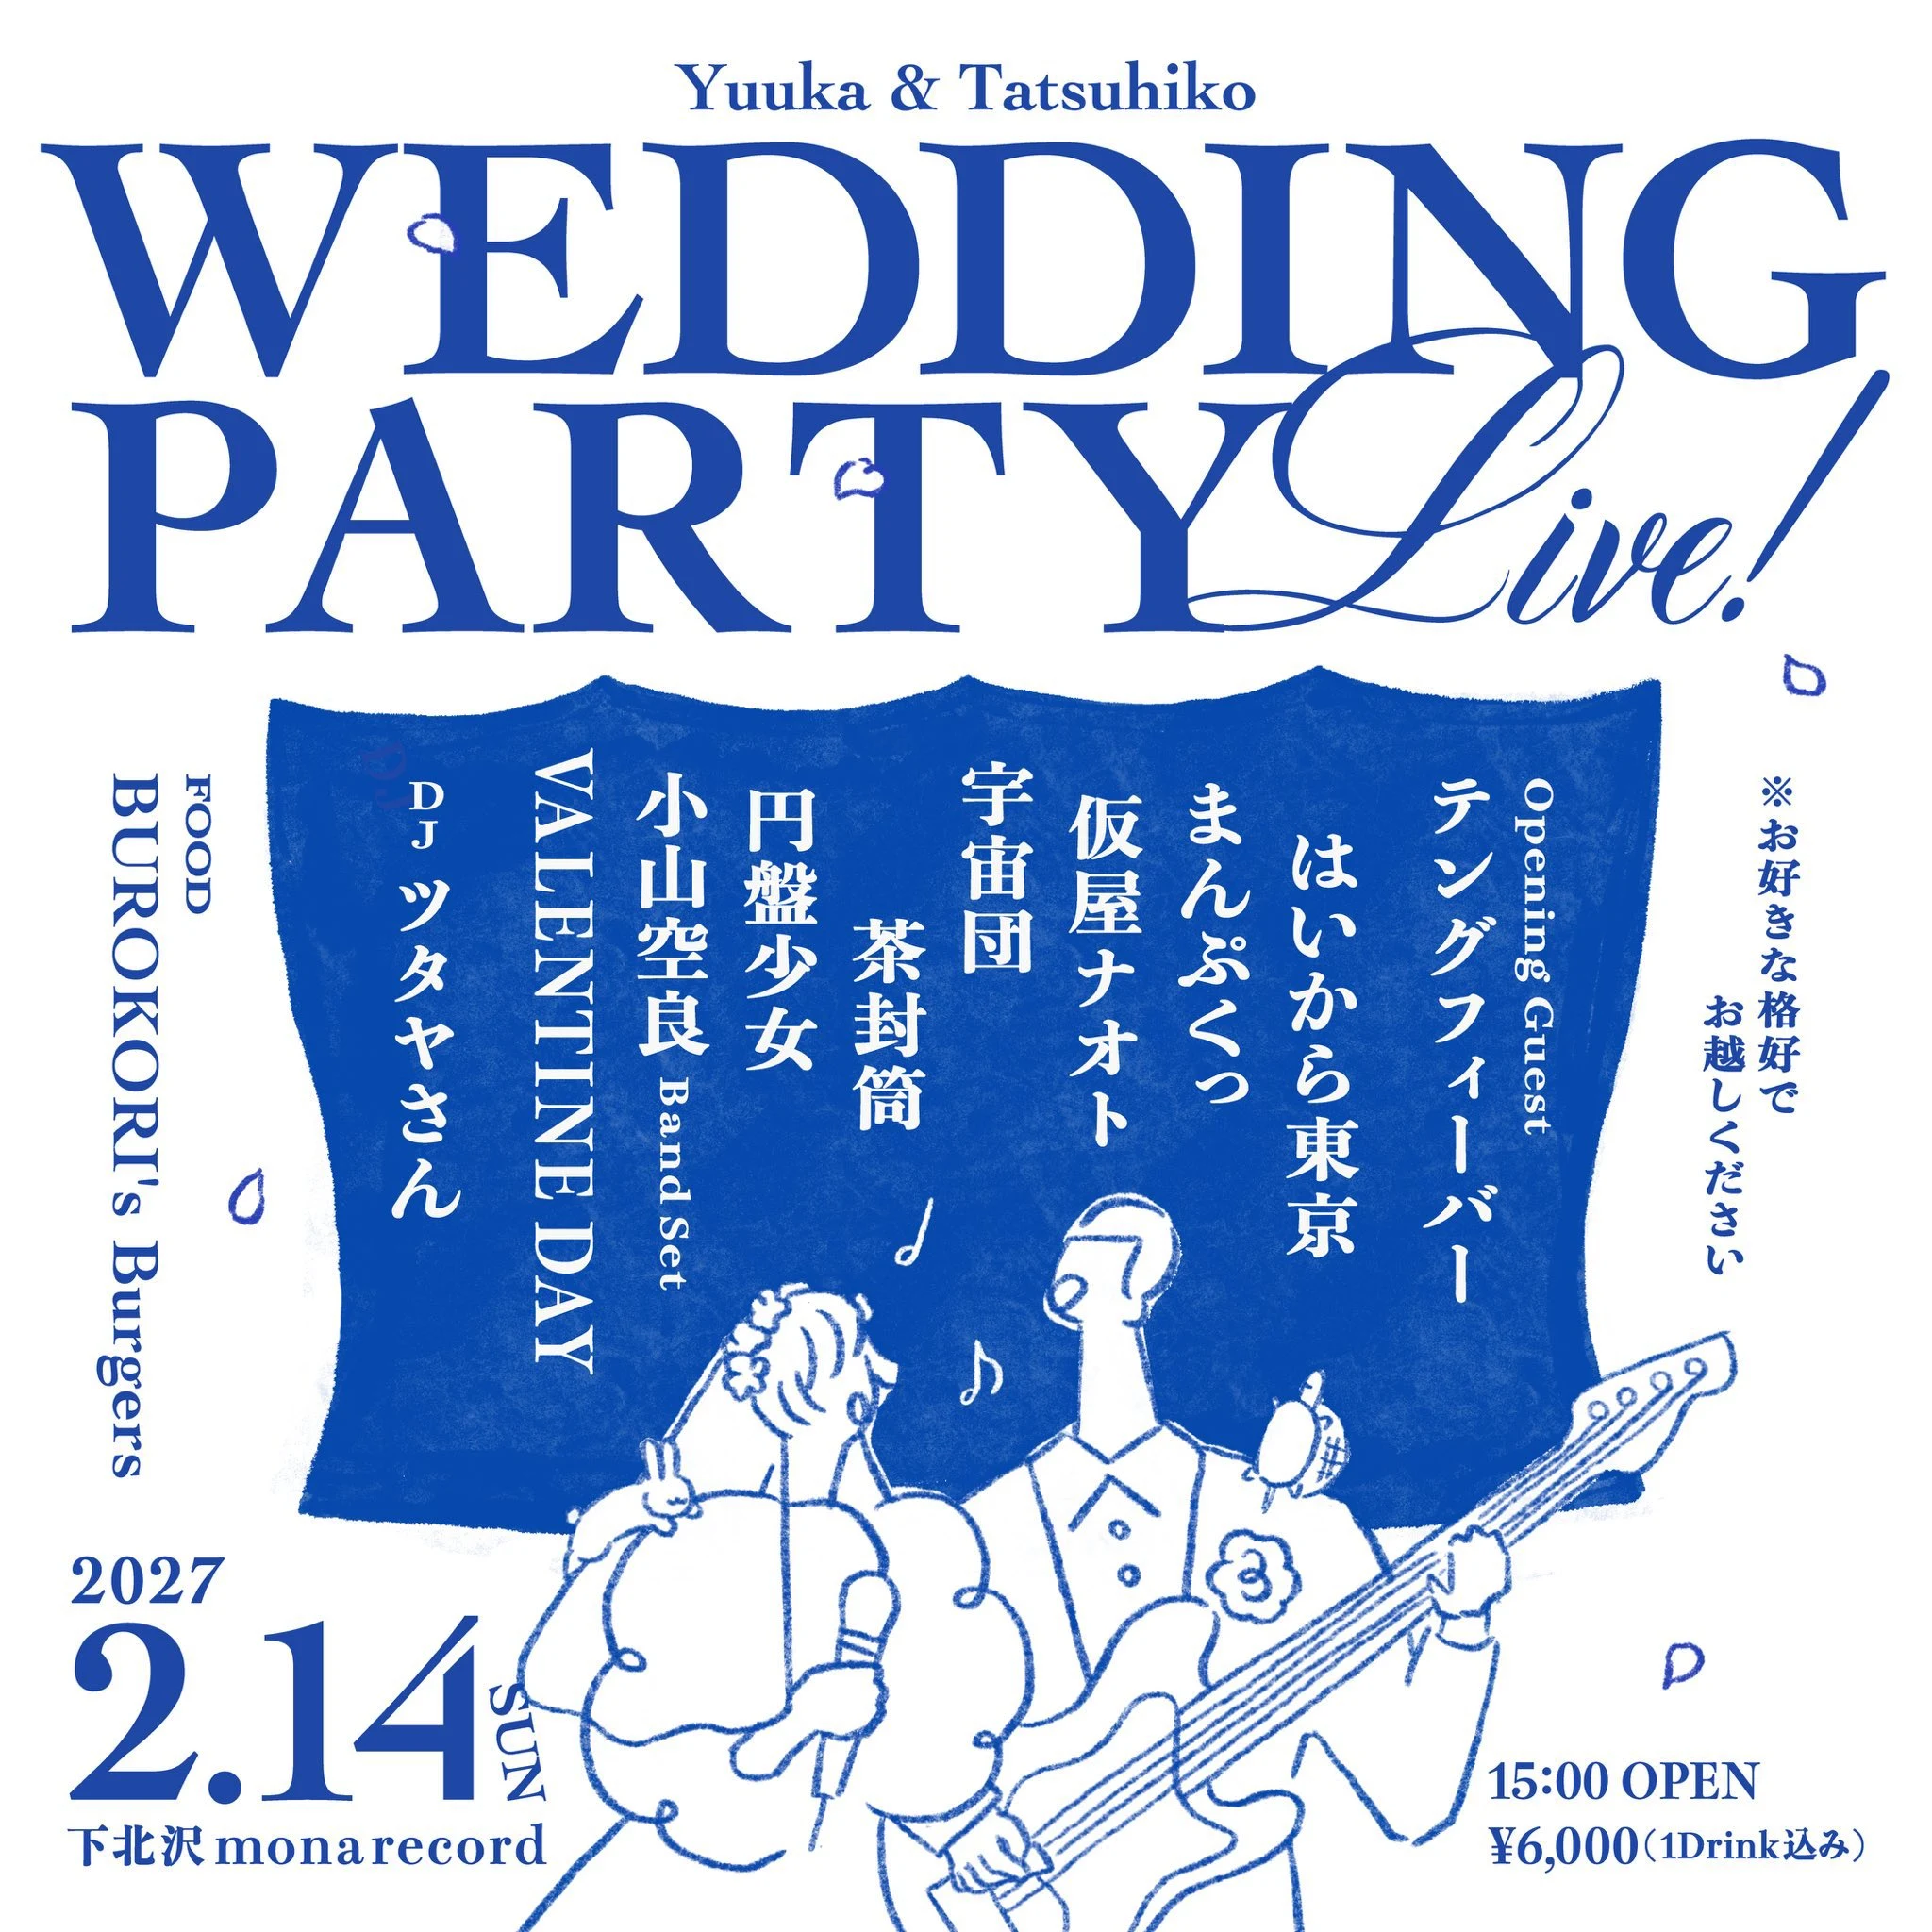 Yuuka & Tatsuhiko
WEDDING
PARTY Live!
※お好きな格好で
お越しください
Opening Guest
テングフィーバー
はいから東京
まんぷくつ
仮屋ナオト
宇宙団
茶封筒
円盤少女
小山空良 Band Set
VALENTINE DAY
DJ ツタヤさん
FOOD
BUROKORI's Burgers
2027
2.14 SUN
下北沢 monarecord
3
15:00 OPEN
¥6,000(1Drink込み)